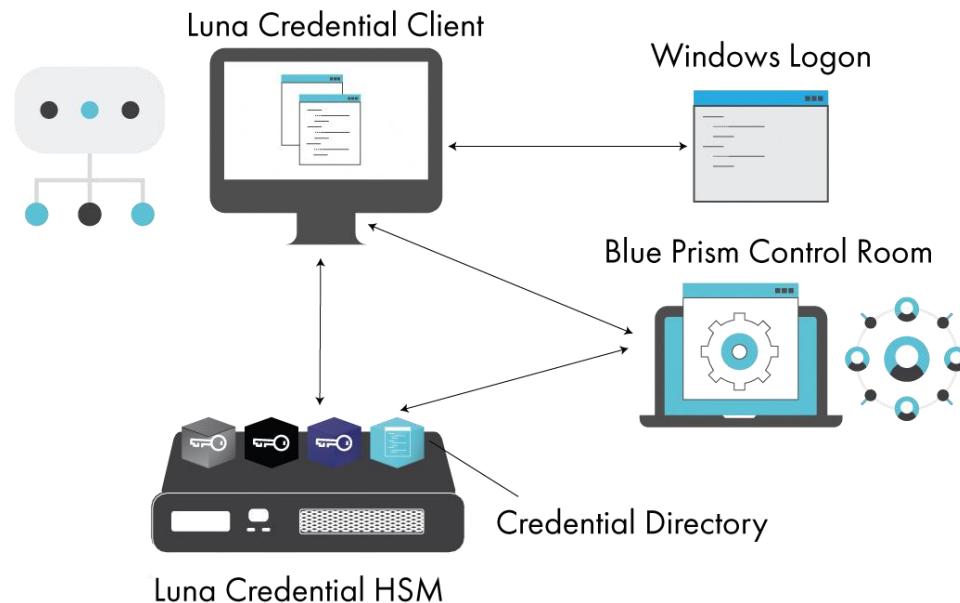 Luna Credential Client
Windows Logon
Blue Prism Control Room
Credential Directory
Luna Credential HSM